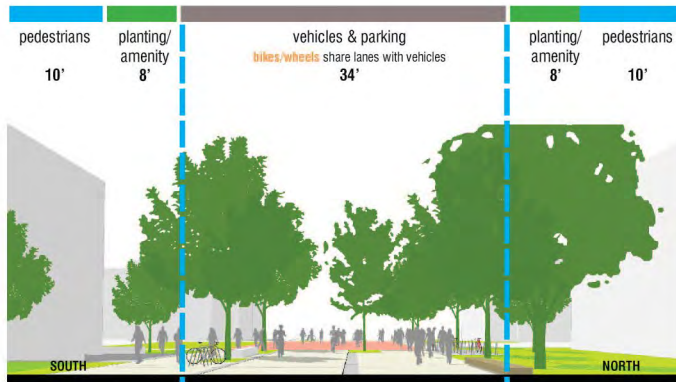 pedestrians
10’
planting/
amenity
8’
vehicles & parking
bikes/wheels share lanes with vehicles
34’
planting/
amenity
8’
pedestrians
10’
SOUTH
NORTH